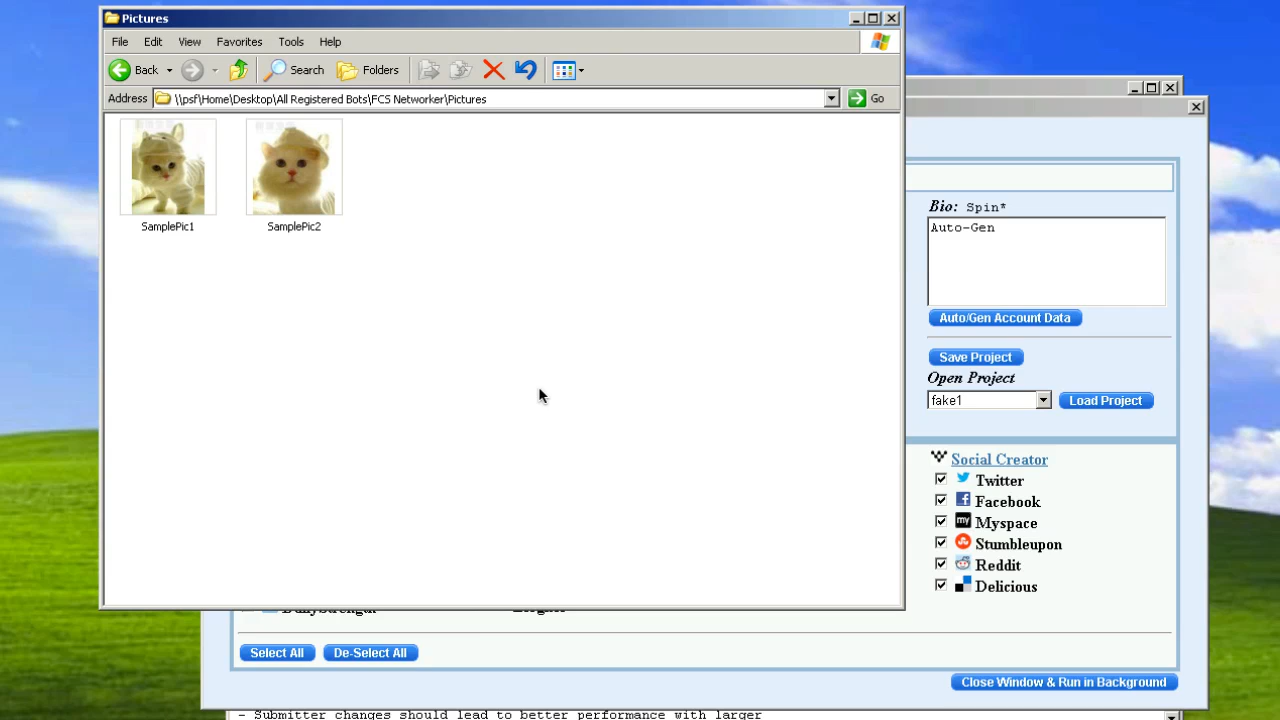 Pictures
File Edit View Favorites Tools Help
Back Search Folders
Address \\psf\Home\Desktop\All Registered Bots\FCS Networker\Pictures Go
SamplePic1 SamplePic2
Bio: Spin*
Auto-Gen
Auto/Gen Account Data
Save Project
Open Project
fake1 Load Project
Social Creator
Twitter
Facebook
Myspace
Stumbleupon
Reddit
Delicious
Select All De-Select All
Close Window & Run in Background
- Submitter changes should lead to better performance with larger